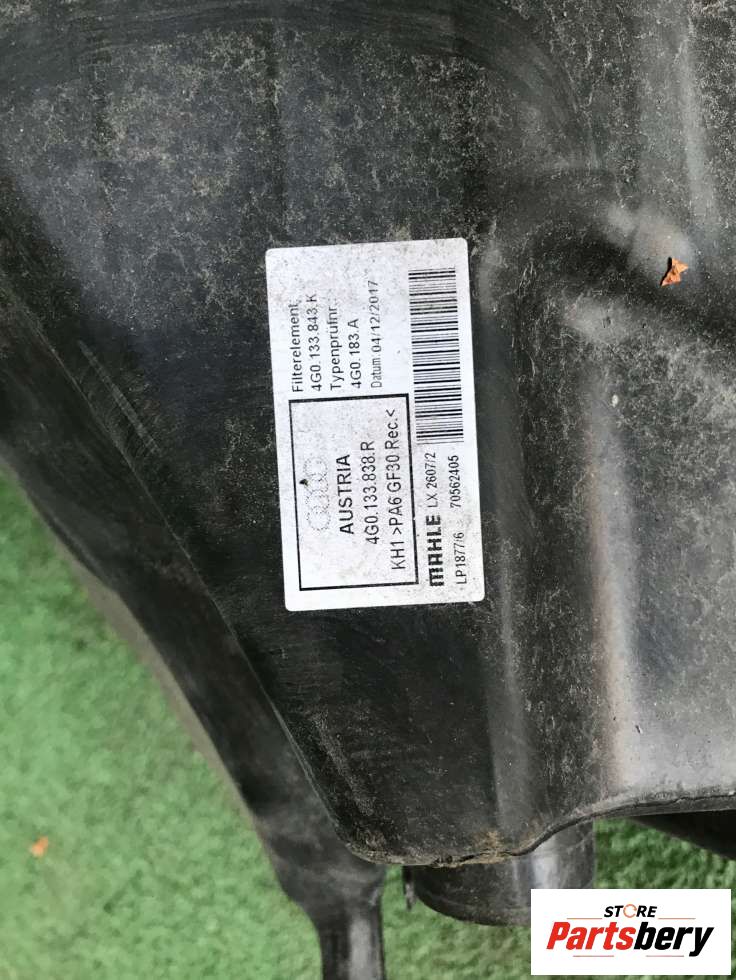 Filterelement:
4G0.133.843.K
Typenprüfnr.:
4G0.183.A
Datum: 04/12/2017
AUSTRIA
4G0.133.838.R
KH1 >PA6 GF30 Rec.<
MAHLE LX 2607/2
LP1877/6 70562405
STORE
Partsbery